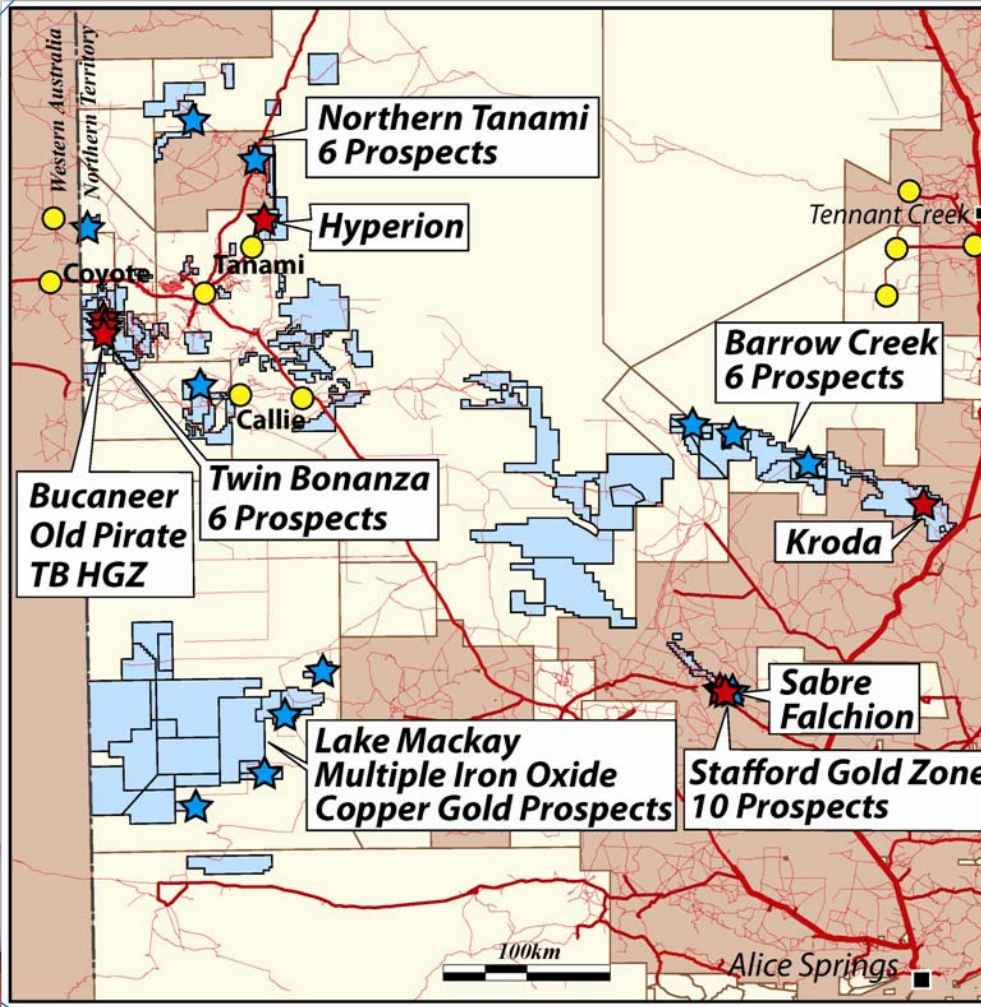 Western Australia
Northern Territory
Northern Tanami
6 Prospects
Hyperion
Tennant Creek
Tanami
Coyote
Barrow Creek
6 Prospects
Callie
Twin Bonanza
6 Prospects
Bucaneer
Old Pirate
TB HGZ
Kroda
Sabre
Falchion
Lake Mackay
Multiple Iron Oxide
Copper Gold Prospects
Stafford Gold Zone
10 Prospects
100km
Alice Springs